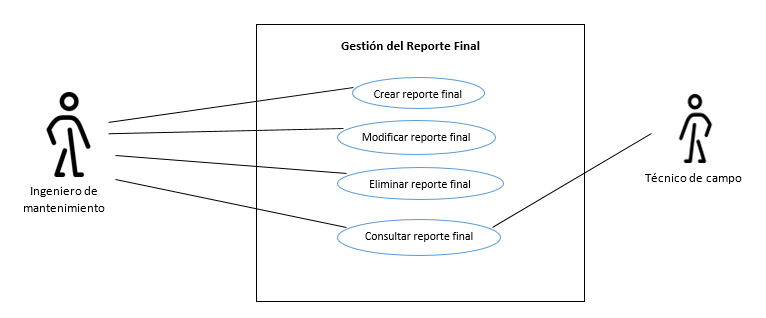 Gestión del Reporte Final
Crear reporte final
Modificar reporte final
Eliminar reporte final
Consultar reporte final
Ingeniero de
mantenimiento
Técnico de campo